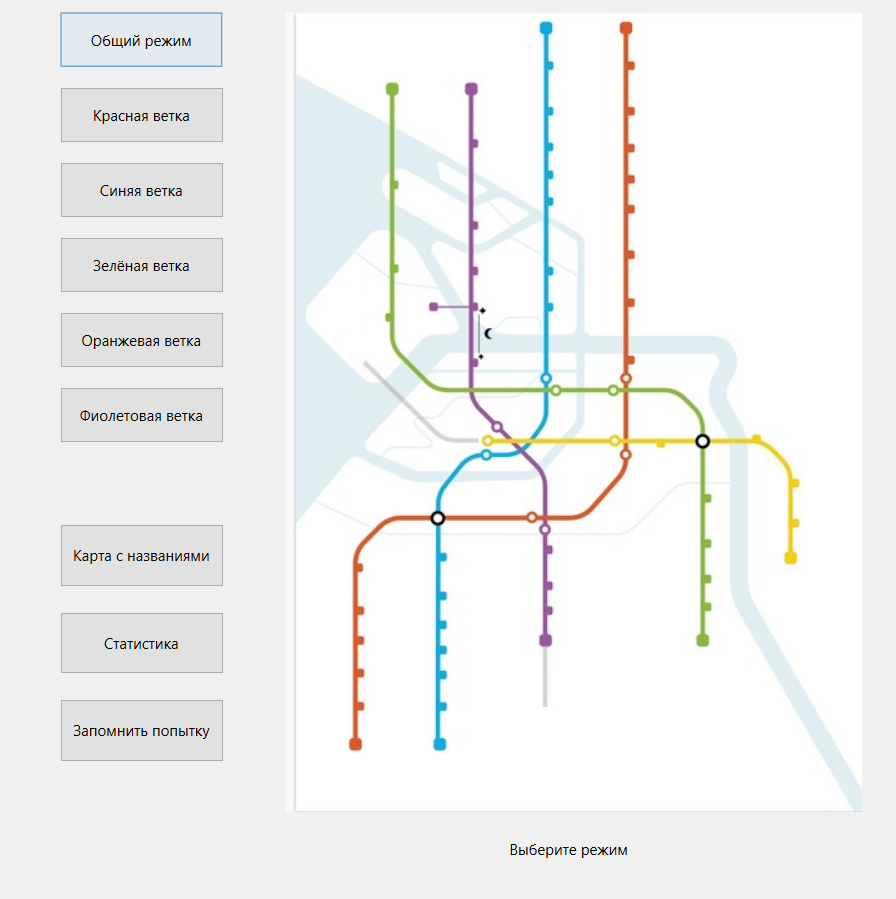 Общий режим
Красная ветка
Синяя ветка
Зелёная ветка
Оранжевая ветка
Фиолетовая ветка
Карта с названиями
Статистика
Запомнить попытку
Выберите режим